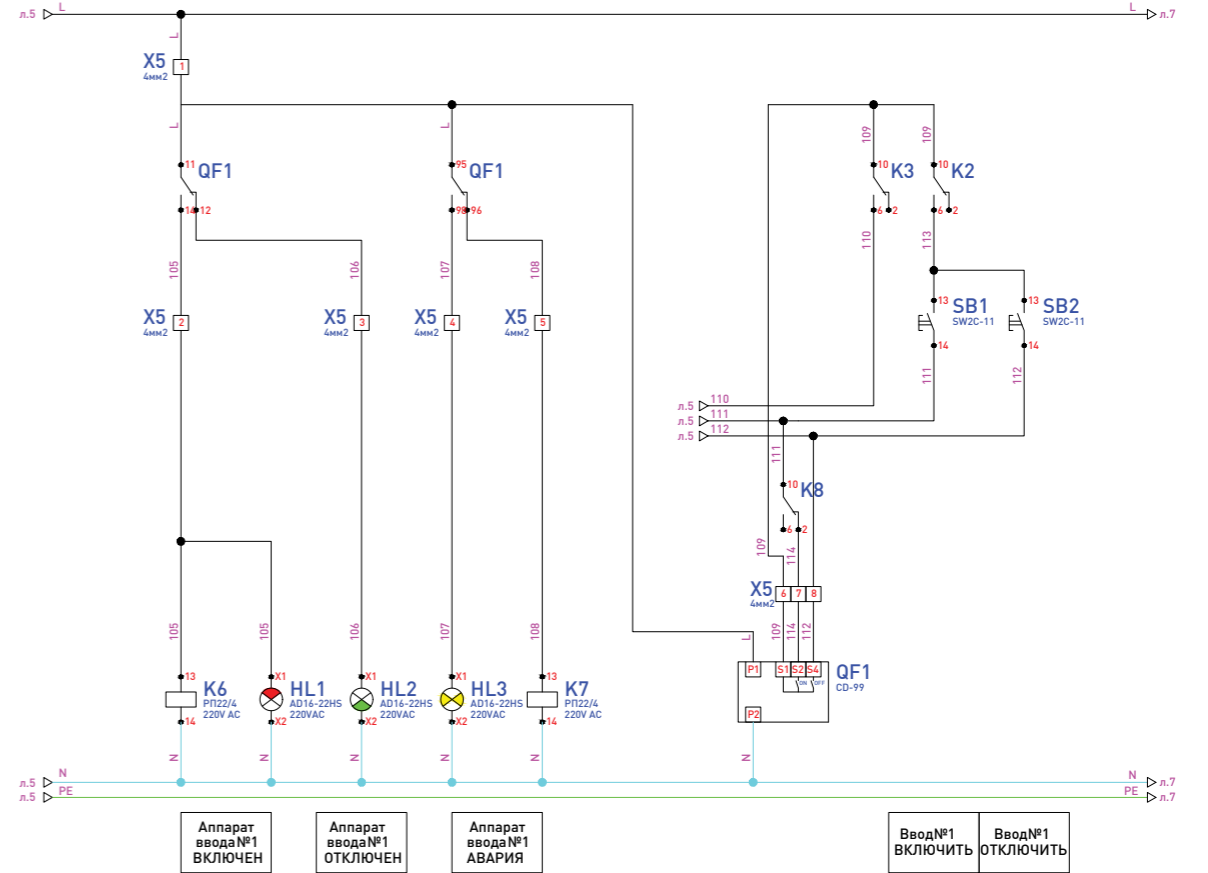 л.5 L L л.7
L
X5 1
4мм2
L L 109 109
11 QF1 95 QF1 10 K3 10 K2
14 12 98 96 6 2 6 2
110 113
105 106 107 108
13 SB1 13 SB2
SW2C-11 SW2C-11
X5 2 X5 3 X5 4 X5 5
4мм2 4мм2 4мм2 4мм2
14 14
111 112
л.5 110
л.5 111
л.5 112
111
10 K8
6 2
109 114
X5 6 7 8
4мм2
105 105 106 107 108 L 109 114 112
P1 S1 S2 S4 QF1
CD-99
ON OFF
13 X1 X1 X1 13
K6 HL1 HL2 HL3 K7
РП22/4 AD16-22HS AD16-22HS AD16-22HS РП22/4
220V AC 220VAC 220VAC 220VAC 220V AC
14 X2 X2 X2 14 P2
N N N N N N
л.5 N N л.7
л.5 PE PE л.7
Аппарат
ввода№1
ВКЛЮЧЕН
Аппарат
ввода№1
ОТКЛЮЧЕН
Аппарат
ввода№1
АВАРИЯ
Ввод№1
ВКЛЮЧИТЬ
Ввод№1
ОТКЛЮЧИТЬ